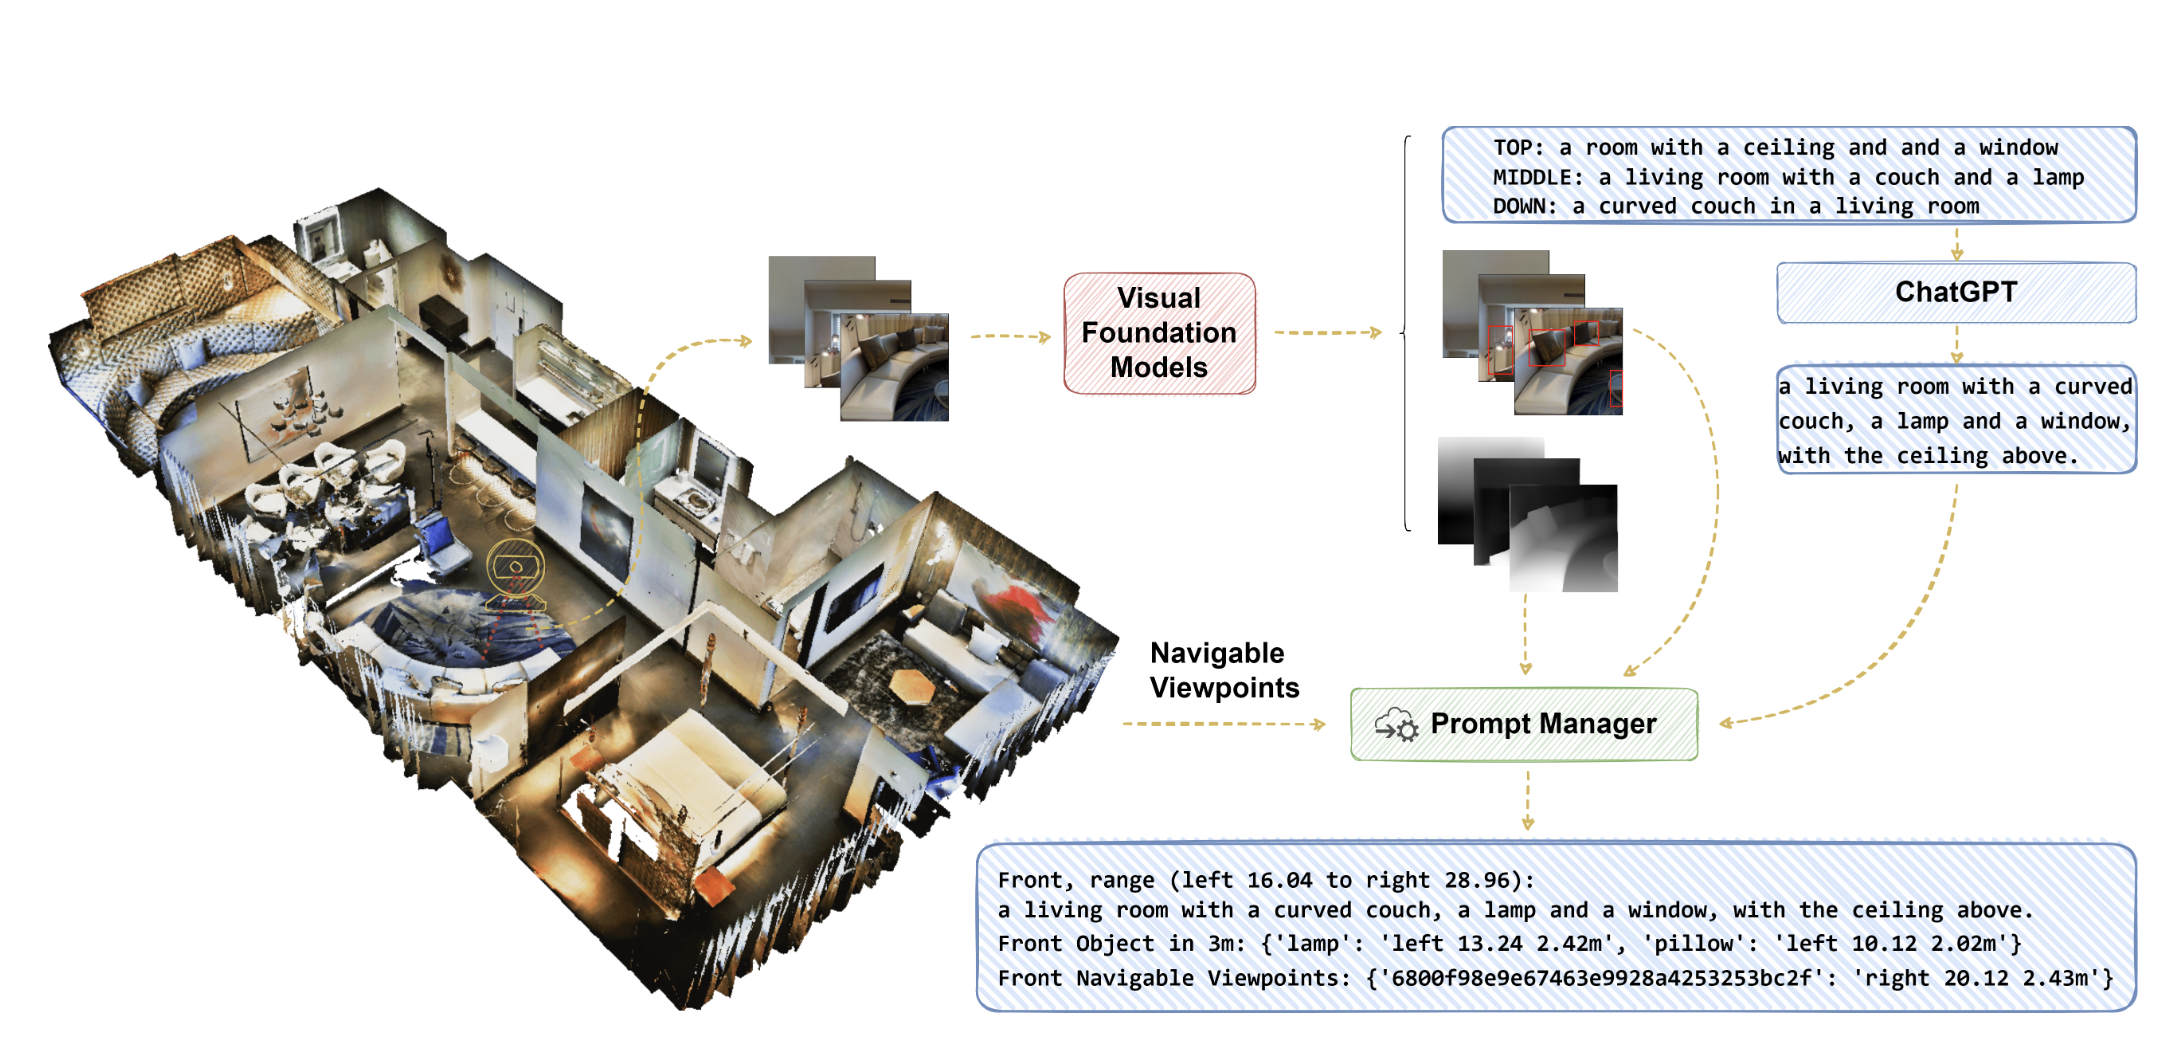 TOP: a room with a ceiling and and a window
MIDDLE: a living room with a couch and a lamp
DOWN: a curved couch in a living room
Visual
Foundation
Models
ChatGPT
a living room with a curved
couch, a lamp and a window,
with the ceiling above.
Navigable
Viewpoints
Prompt Manager
Front, range (left 16.04 to right 28.96):
a living room with a curved couch, a lamp and a window, with the ceiling above.
Front Object in 3m: {'lamp': 'left 13.24 2.42m', 'pillow': 'left 10.12 2.02m'}
Front Navigable Viewpoints: {'6800f98e9e67463e9928a4253253bc2f': 'right 20.12 2.43m'}